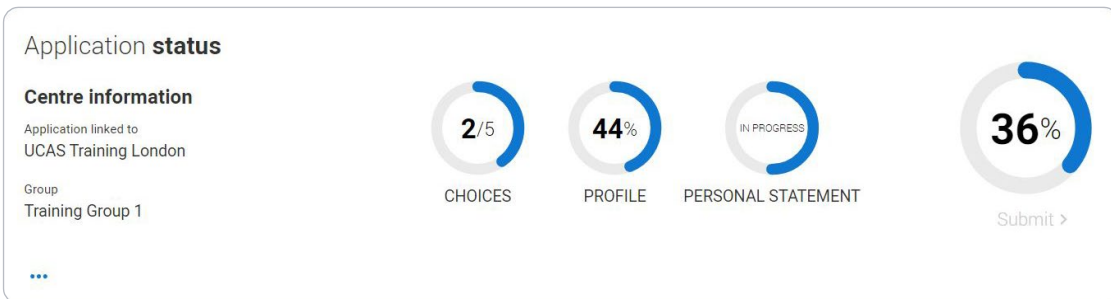 Application status
Centre information
Application linked to
UCAS Training London
Group
Training Group 1
2/5
CHOICES
44%
PROFILE
IN PROGRESS
PERSONAL STATEMENT
36%
Submit >